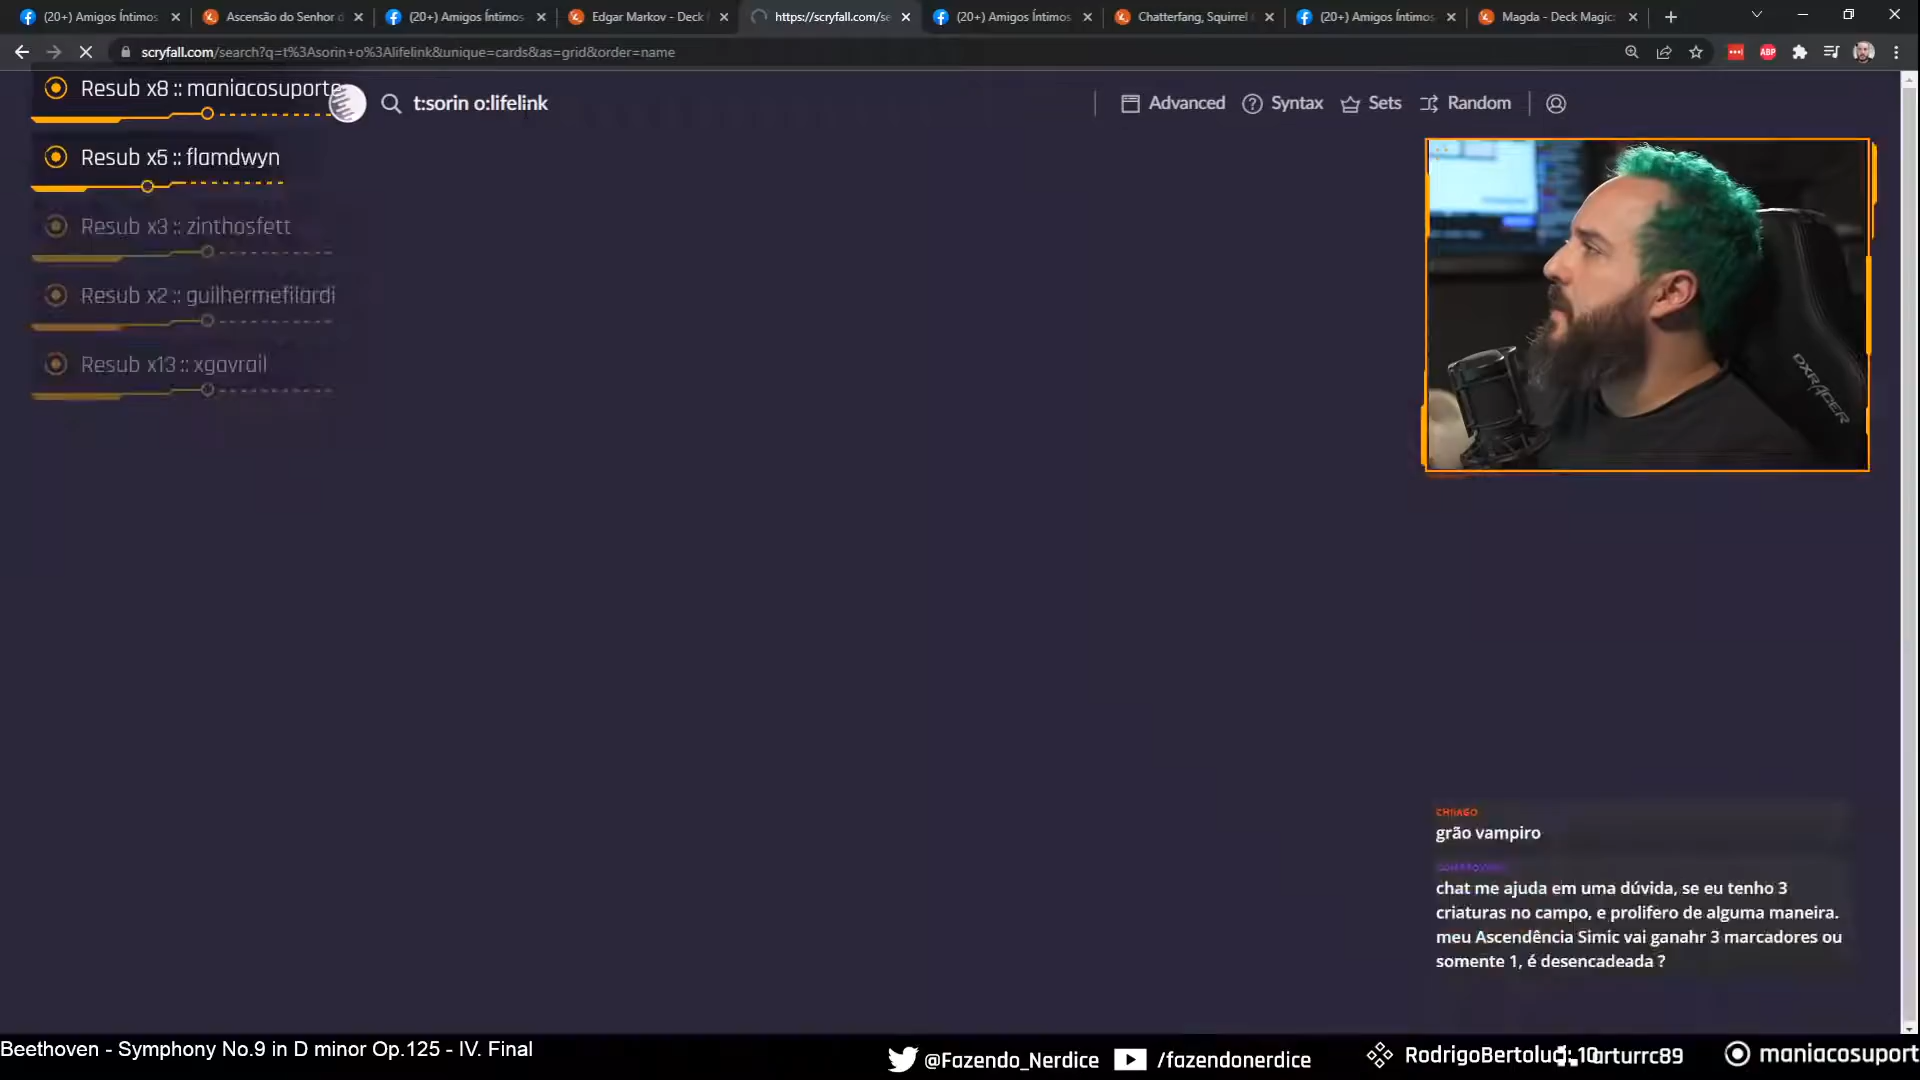 (20+) Amigos Íntimos
Ascensão do Senhor d
(20+) Amigos Íntimos
Edgar Markov - Deck
https://scryfall.com/se
(20+) Amigos Íntimos
Chatterfang, Squirrel
(20+) Amigos Íntimos
Magda - Deck Magic
scryfall.com/search?q=t%3Asorin+o%3Alifelink&unique=cards&as=grid&order=name
ABP
Resub x8 :: maniacosuporte
t:sorin o:lifelink
Advanced
Syntax
Sets
Random
Resub x5 :: flamdwyn
Resub x3 :: zinthosfett
Resub x2 :: guilhermefilardi
Resub x13 :: xgavrail
DXRACER
CHIIAGO
grão vampiro
chat me ajuda em uma dúvida, se eu tenho 3
criaturas no campo, e prolifero de alguma maneira.
meu Ascendência Simic vai ganahr 3 marcadores ou
somente 1, é desencadeada ?
Beethoven - Symphony No.9 in D minor Op.125 - IV. Final
@Fazendo_Nerdice
/fazendonerdice
arturrc89
maniacosuport